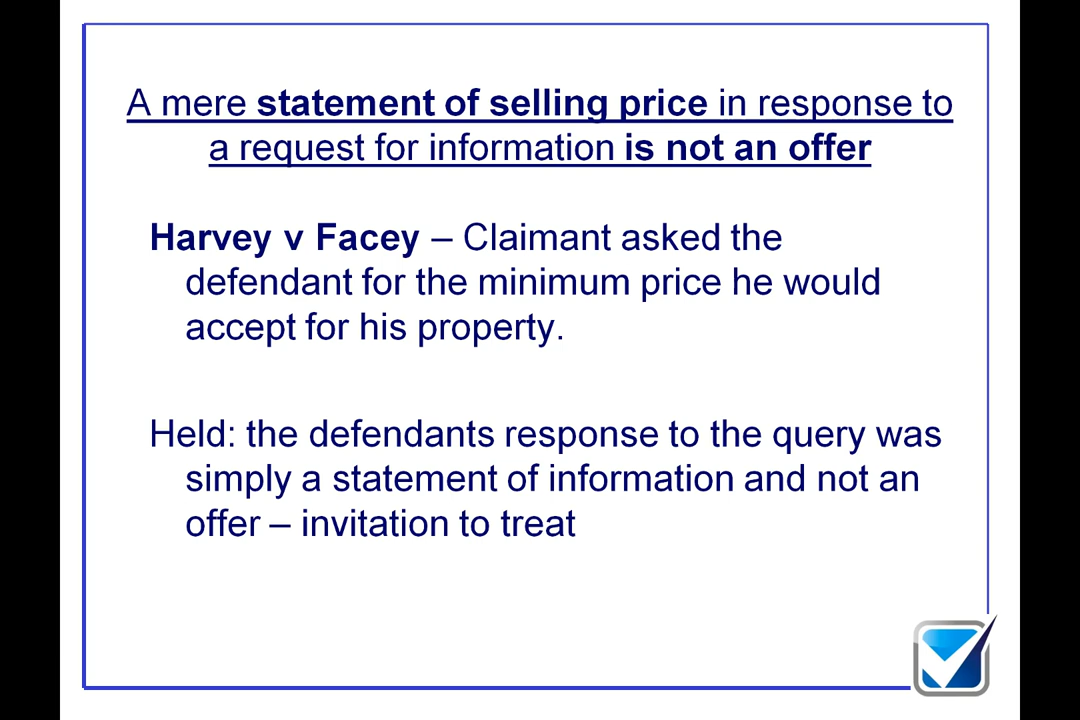 A mere statement of selling price in response to
a request for information is not an offer
Harvey v Facey – Claimant asked the
defendant for the minimum price he would
accept for his property.
Held: the defendants response to the query was
simply a statement of information and not an
offer – invitation to treat